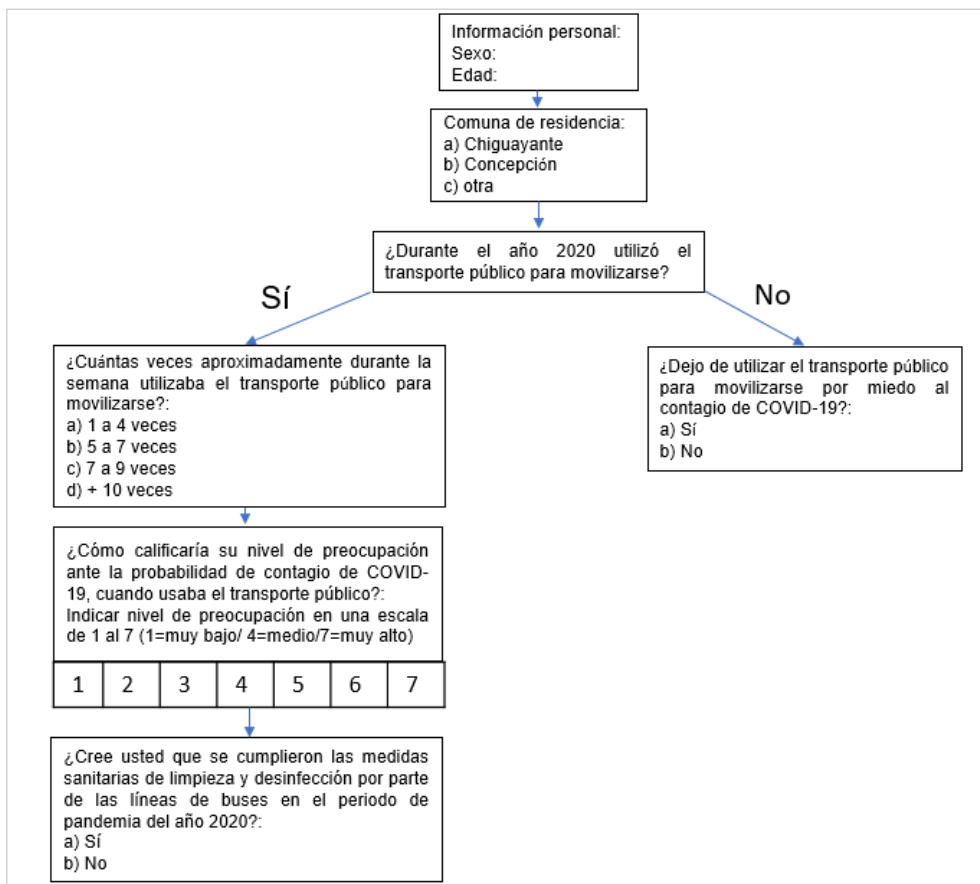 Información personal:
Sexo:
Edad:
Comuna de residencia:
a) Chiguayante
b) Concepción
c) otra
¿Durante el año 2020 utilizó el
transporte público para movilizarse?
Sí
No
¿Cuántas veces aproximadamente durante la
semana utilizaba el transporte público para
movilizarse?:
a) 1 a 4 veces
b) 5 a 7 veces
c) 7 a 9 veces
d) + 10 veces
¿Dejo de utilizar el transporte público
para movilizarse por miedo al
contagio de COVID-19?:
a) Sí
b) No
¿Cómo calificaría su nivel de preocupación
ante la probabilidad de contagio de COVID-
19, cuando usaba el transporte público?:
Indicar nivel de preocupación en una escala
de 1 al 7 (1=muy bajo/ 4=medio/7=muy alto)
1 2 3 4 5 6 7
¿Cree usted que se cumplieron las medidas
sanitarias de limpieza y desinfección por parte
de las líneas de buses en el periodo de
pandemia del año 2020?:
a) Sí
b) No